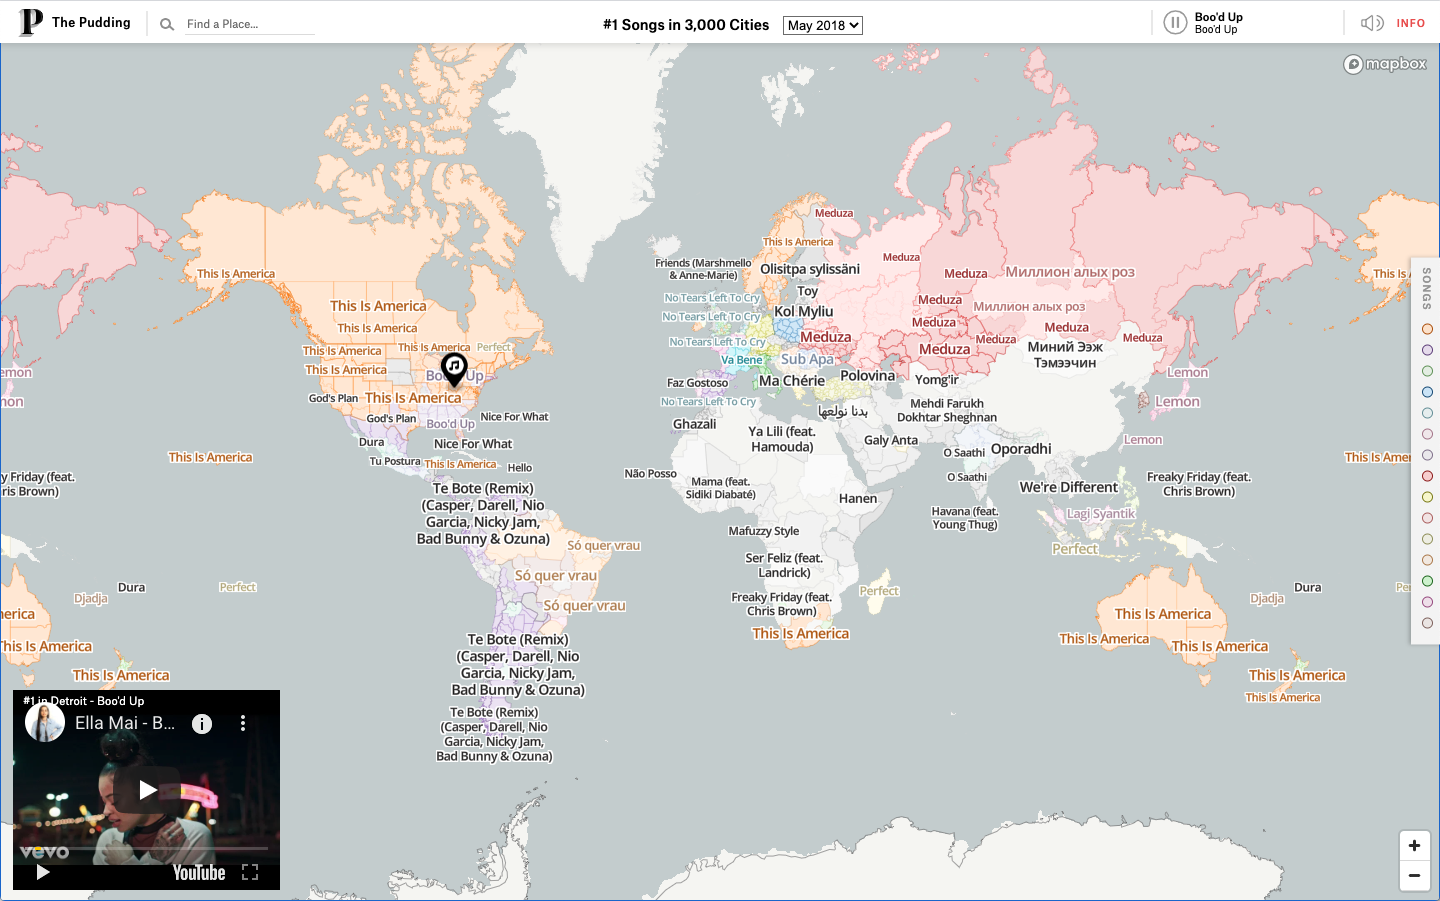 The Pudding
Find a Place...
#1 Songs in 3,000 Cities
May 2018
Boo'd Up
Boo'd Up
INFO
mapbox
SONGS
Meduza
This Is America
Friends (Marshmello
& Anne-Marie)
Olisitpa sylissäni
Meduza
Meduza
Миллион алых роз
This Is America
This Is A
This Is America
No Tears Left To Cry
Toy
Meduza
Миллион алых роз
This Is America
No Tears Left To Cry
Kol Myliu
Meduza
Meduza
This Is America
This Is America
Perfect
No Tears Left To Cry
Meduza
Meduza
Meduza
Meduza
Миний Ээж
Тэмээчин
This Is America
Va Bene
Sub Apa
emon
Boo'd Up
Faz Gostoso
Ma Chérie
Polovina
Yomg'ir
Lemon
God's Plan
This Is America
No Tears Left To Cry
Mehdi Farukh
Dokhtar Sheghnan
Lemon
non
God's Plan
Boo'd Up
Nice For What
Ghazali
بدنا نولعها
Dura
Nice For What
Ya Lili (feat.
Hamouda)
Galy Anta
O Saathi
Oporadhi
Lemon
This Is America
Tu Postura
This Is America
Hello
This Is Amer
y Friday (feat.
ris Brown)
Te Bote (Remix)
(Casper, Darell, Nio
Garcia, Nicky Jam,
Bad Bunny & Ozuna)
Não Posso
Mama (feat.
Sidiki Diabaté)
Hanen
O Saathi
We're Different
Freaky Friday (feat.
Chris Brown)
Havana (feat.
Young Thug)
Lagi Syantik
Só quer vrau
Mafuzzy Style
Perfect
Só quer vrau
Ser Feliz (feat.
Landrick)
Dura
Perfect
Perfect
Dura
Per
Djadja
Só quer vrau
Freaky Friday (feat.
Chris Brown)
Djadja
merica
This Is America
This Is America
This Is America
his Is America
This Is America
This Is America
Te Bote (Remix)
(Casper, Darell, Nio
Garcia, Nicky Jam,
Bad Bunny & Ozuna)
This Is America
This Is America
Te Bote (Remix)
(Casper, Darell, Nio
Garcia, Nicky Jam,
Bad Bunny & Ozuna)
#1 in Detroit - Boo'd Up
Ella Mai - B...
vevo
YouTube